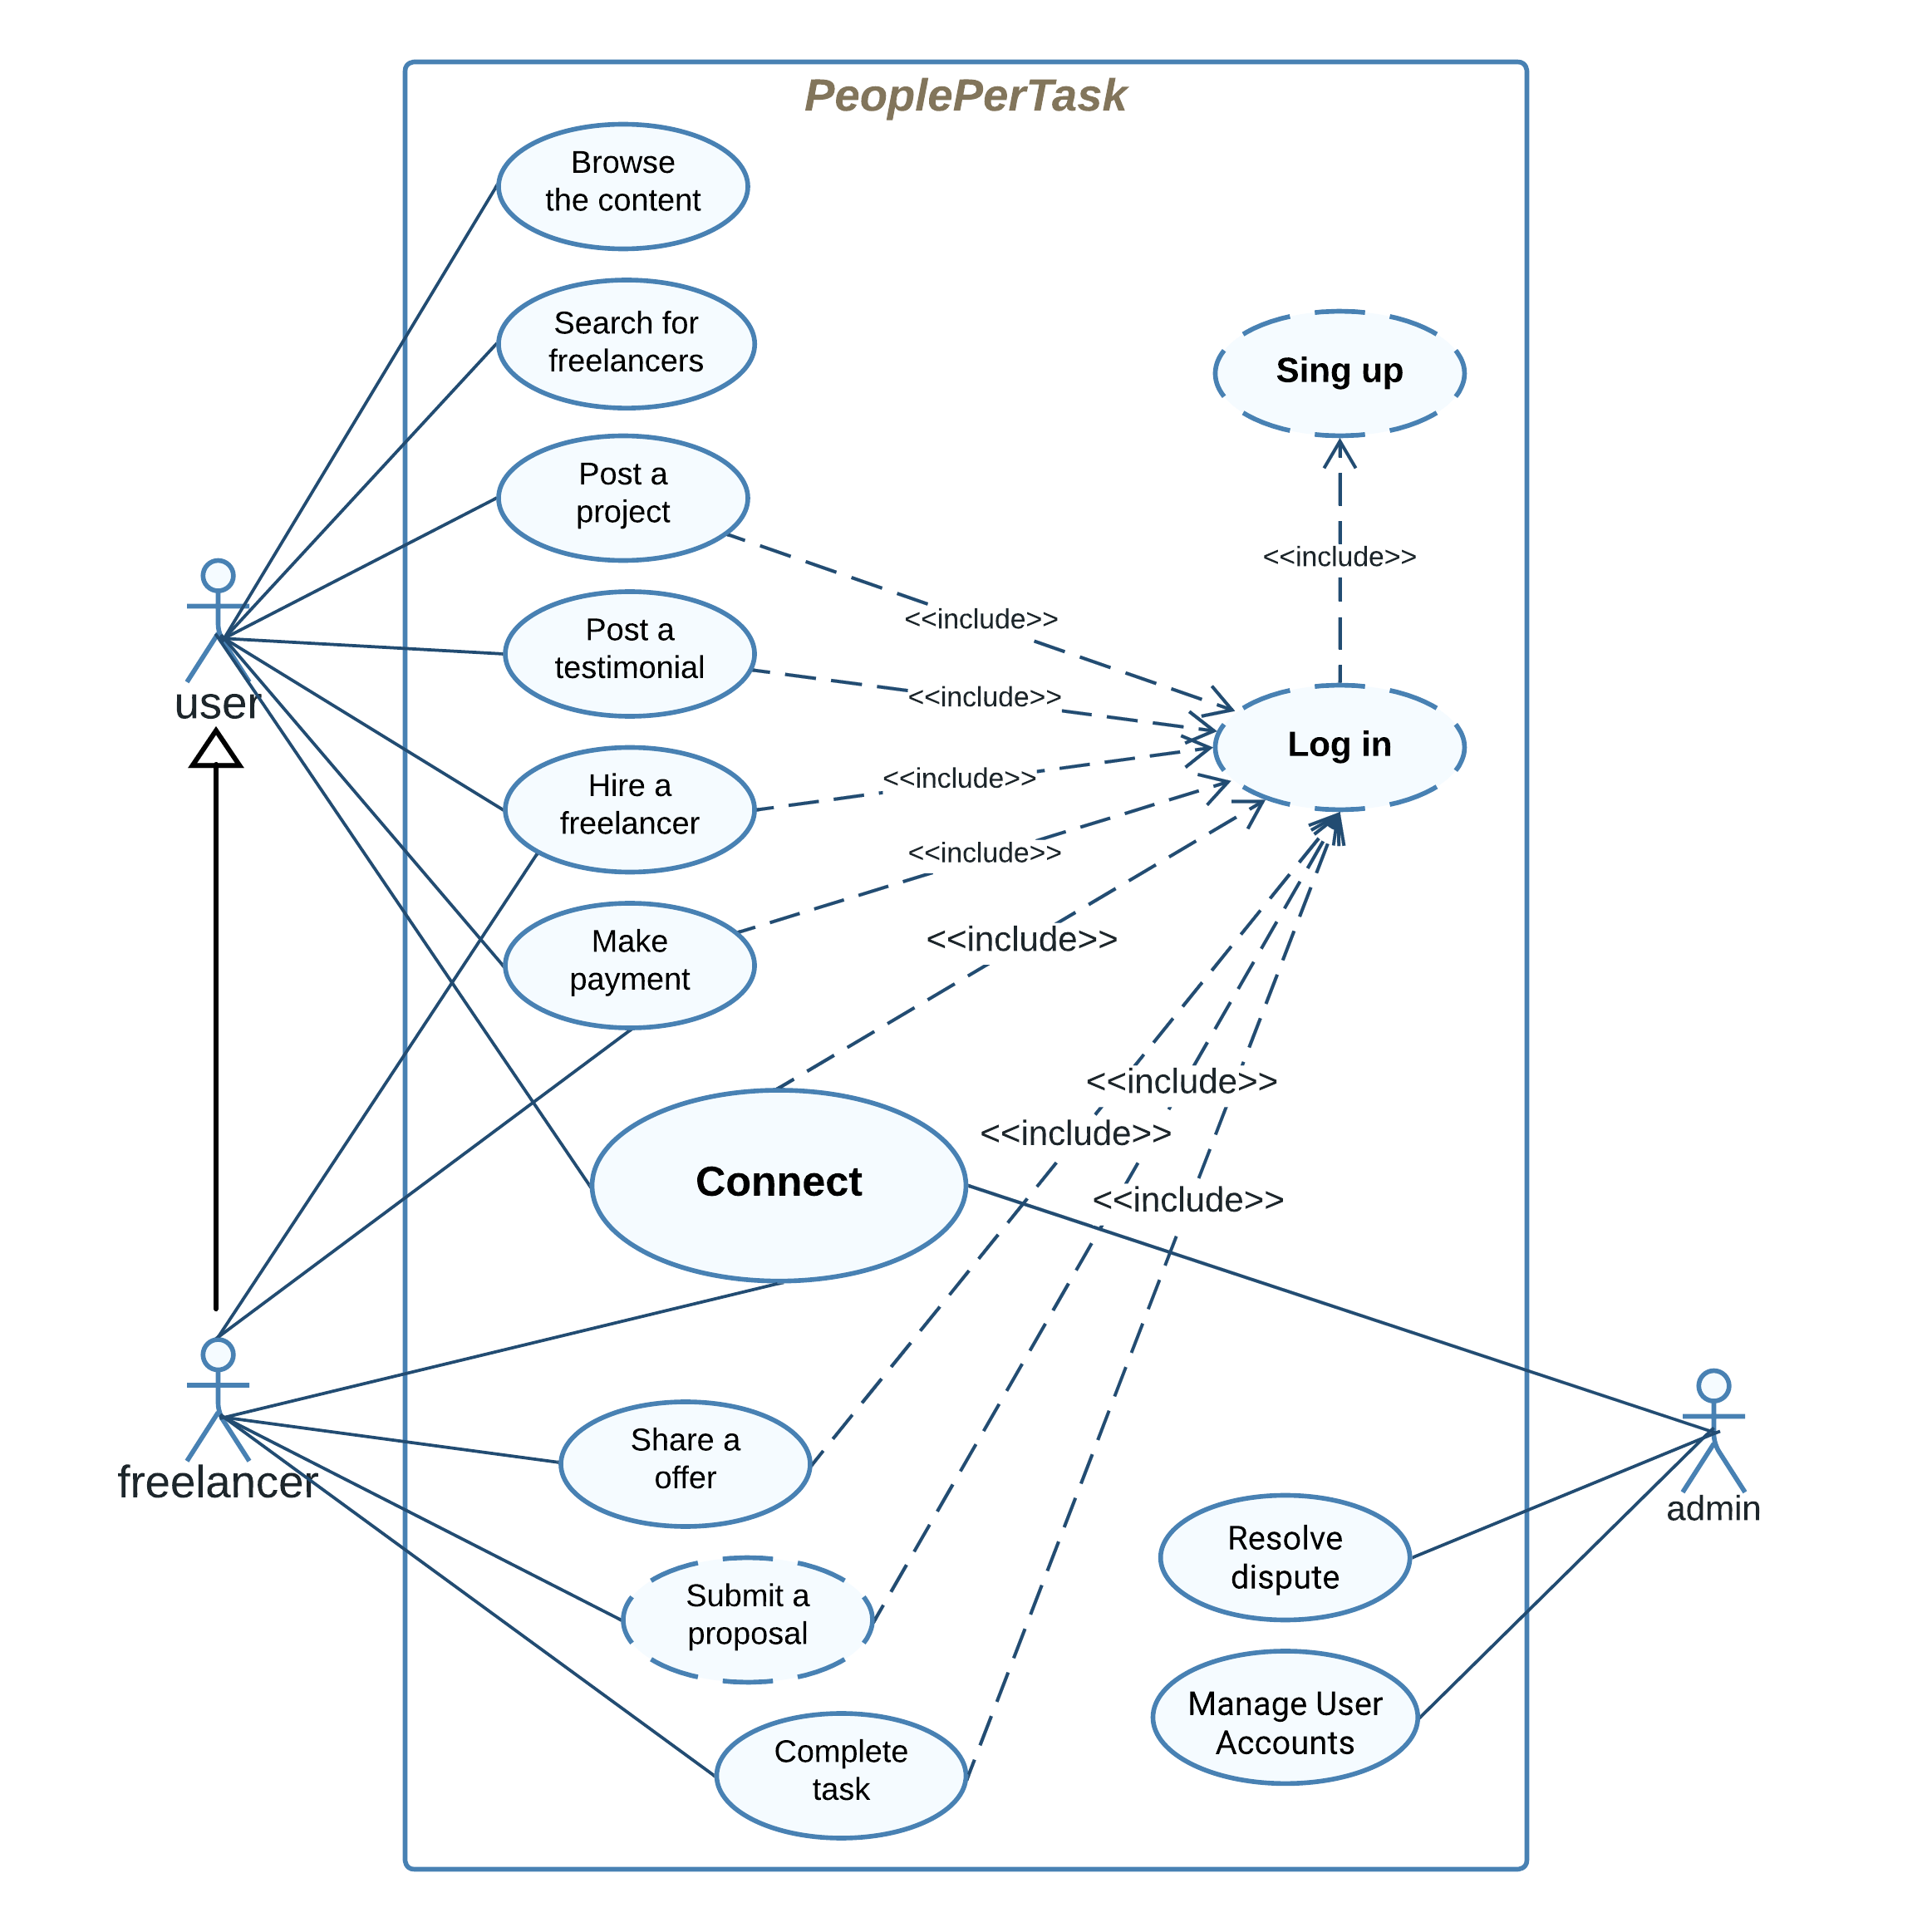 PeoplePerTask
Browse
the content
Search for
freelancers
Sing up
Post a
project
<<include>>
<<include>>
Post a
testimonial
<<include>>
user
Log in
Hire a
freelancer
<<include>>
<<include>>
Make
payment
<<include>>
<<include>>
<<include>>
Connect
<<include>>
Share a
offer
freelancer
admin
Resolve
dispute
Submit a
proposal
Manage User
Accounts
Complete
task